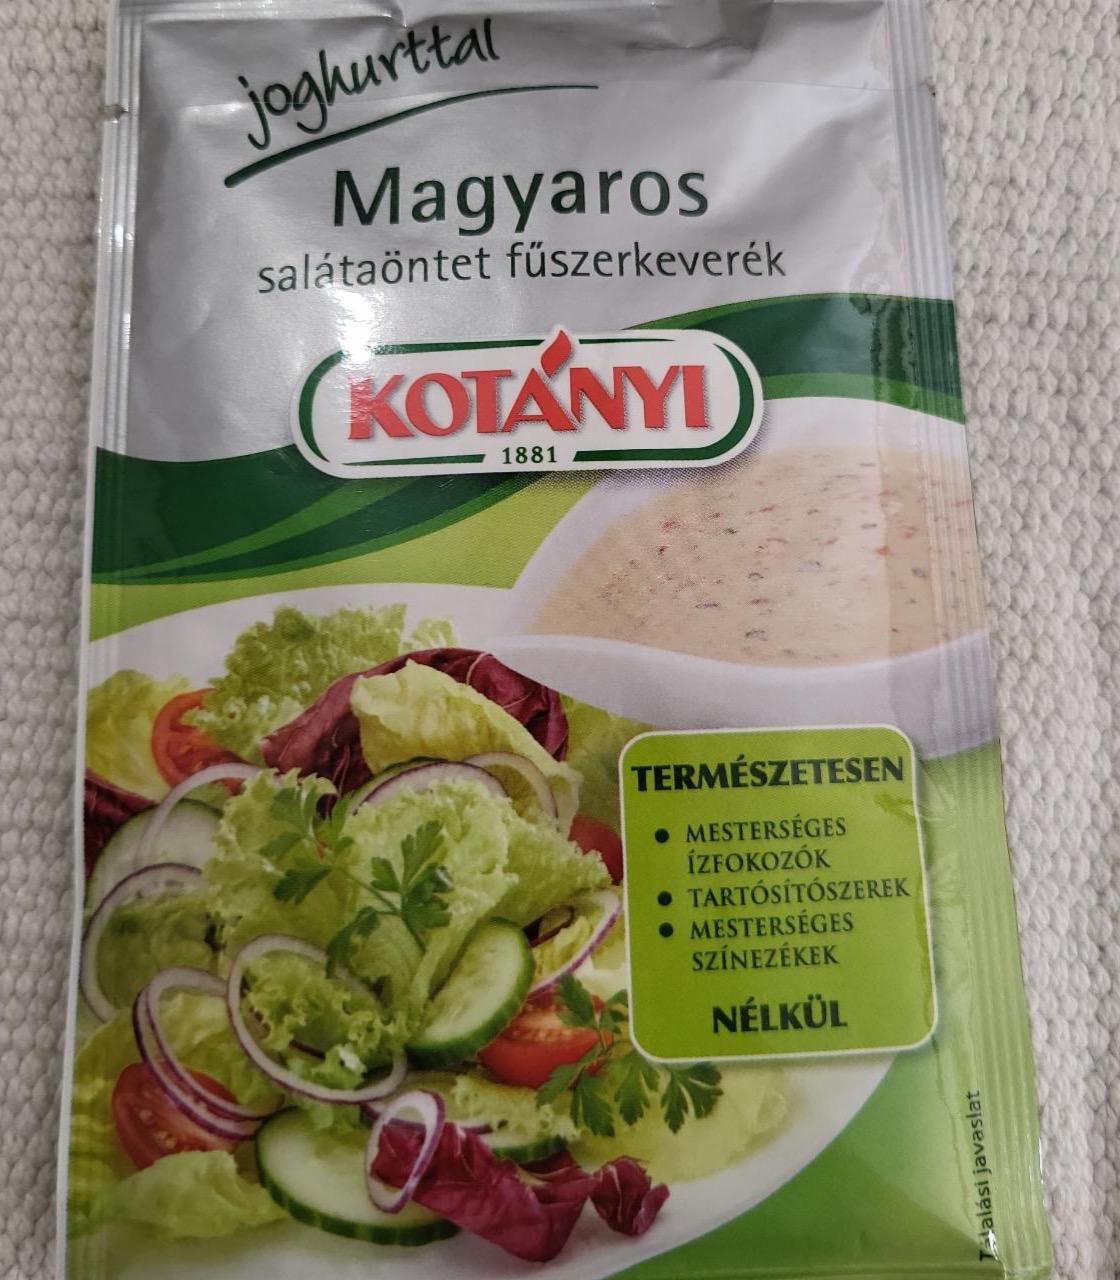 joghurttal
Magyaros
salátaöntet fűszerkeverék
KOTÁNYI
1881
TERMÉSZETESEN
• MESTERSÉGES
ÍZFOKOZÓK
• TARTÓSÍTÓSZEREK
• MESTERSÉGES
SZÍNEZÉKEK
NÉLKÜL
Tálalási javaslat